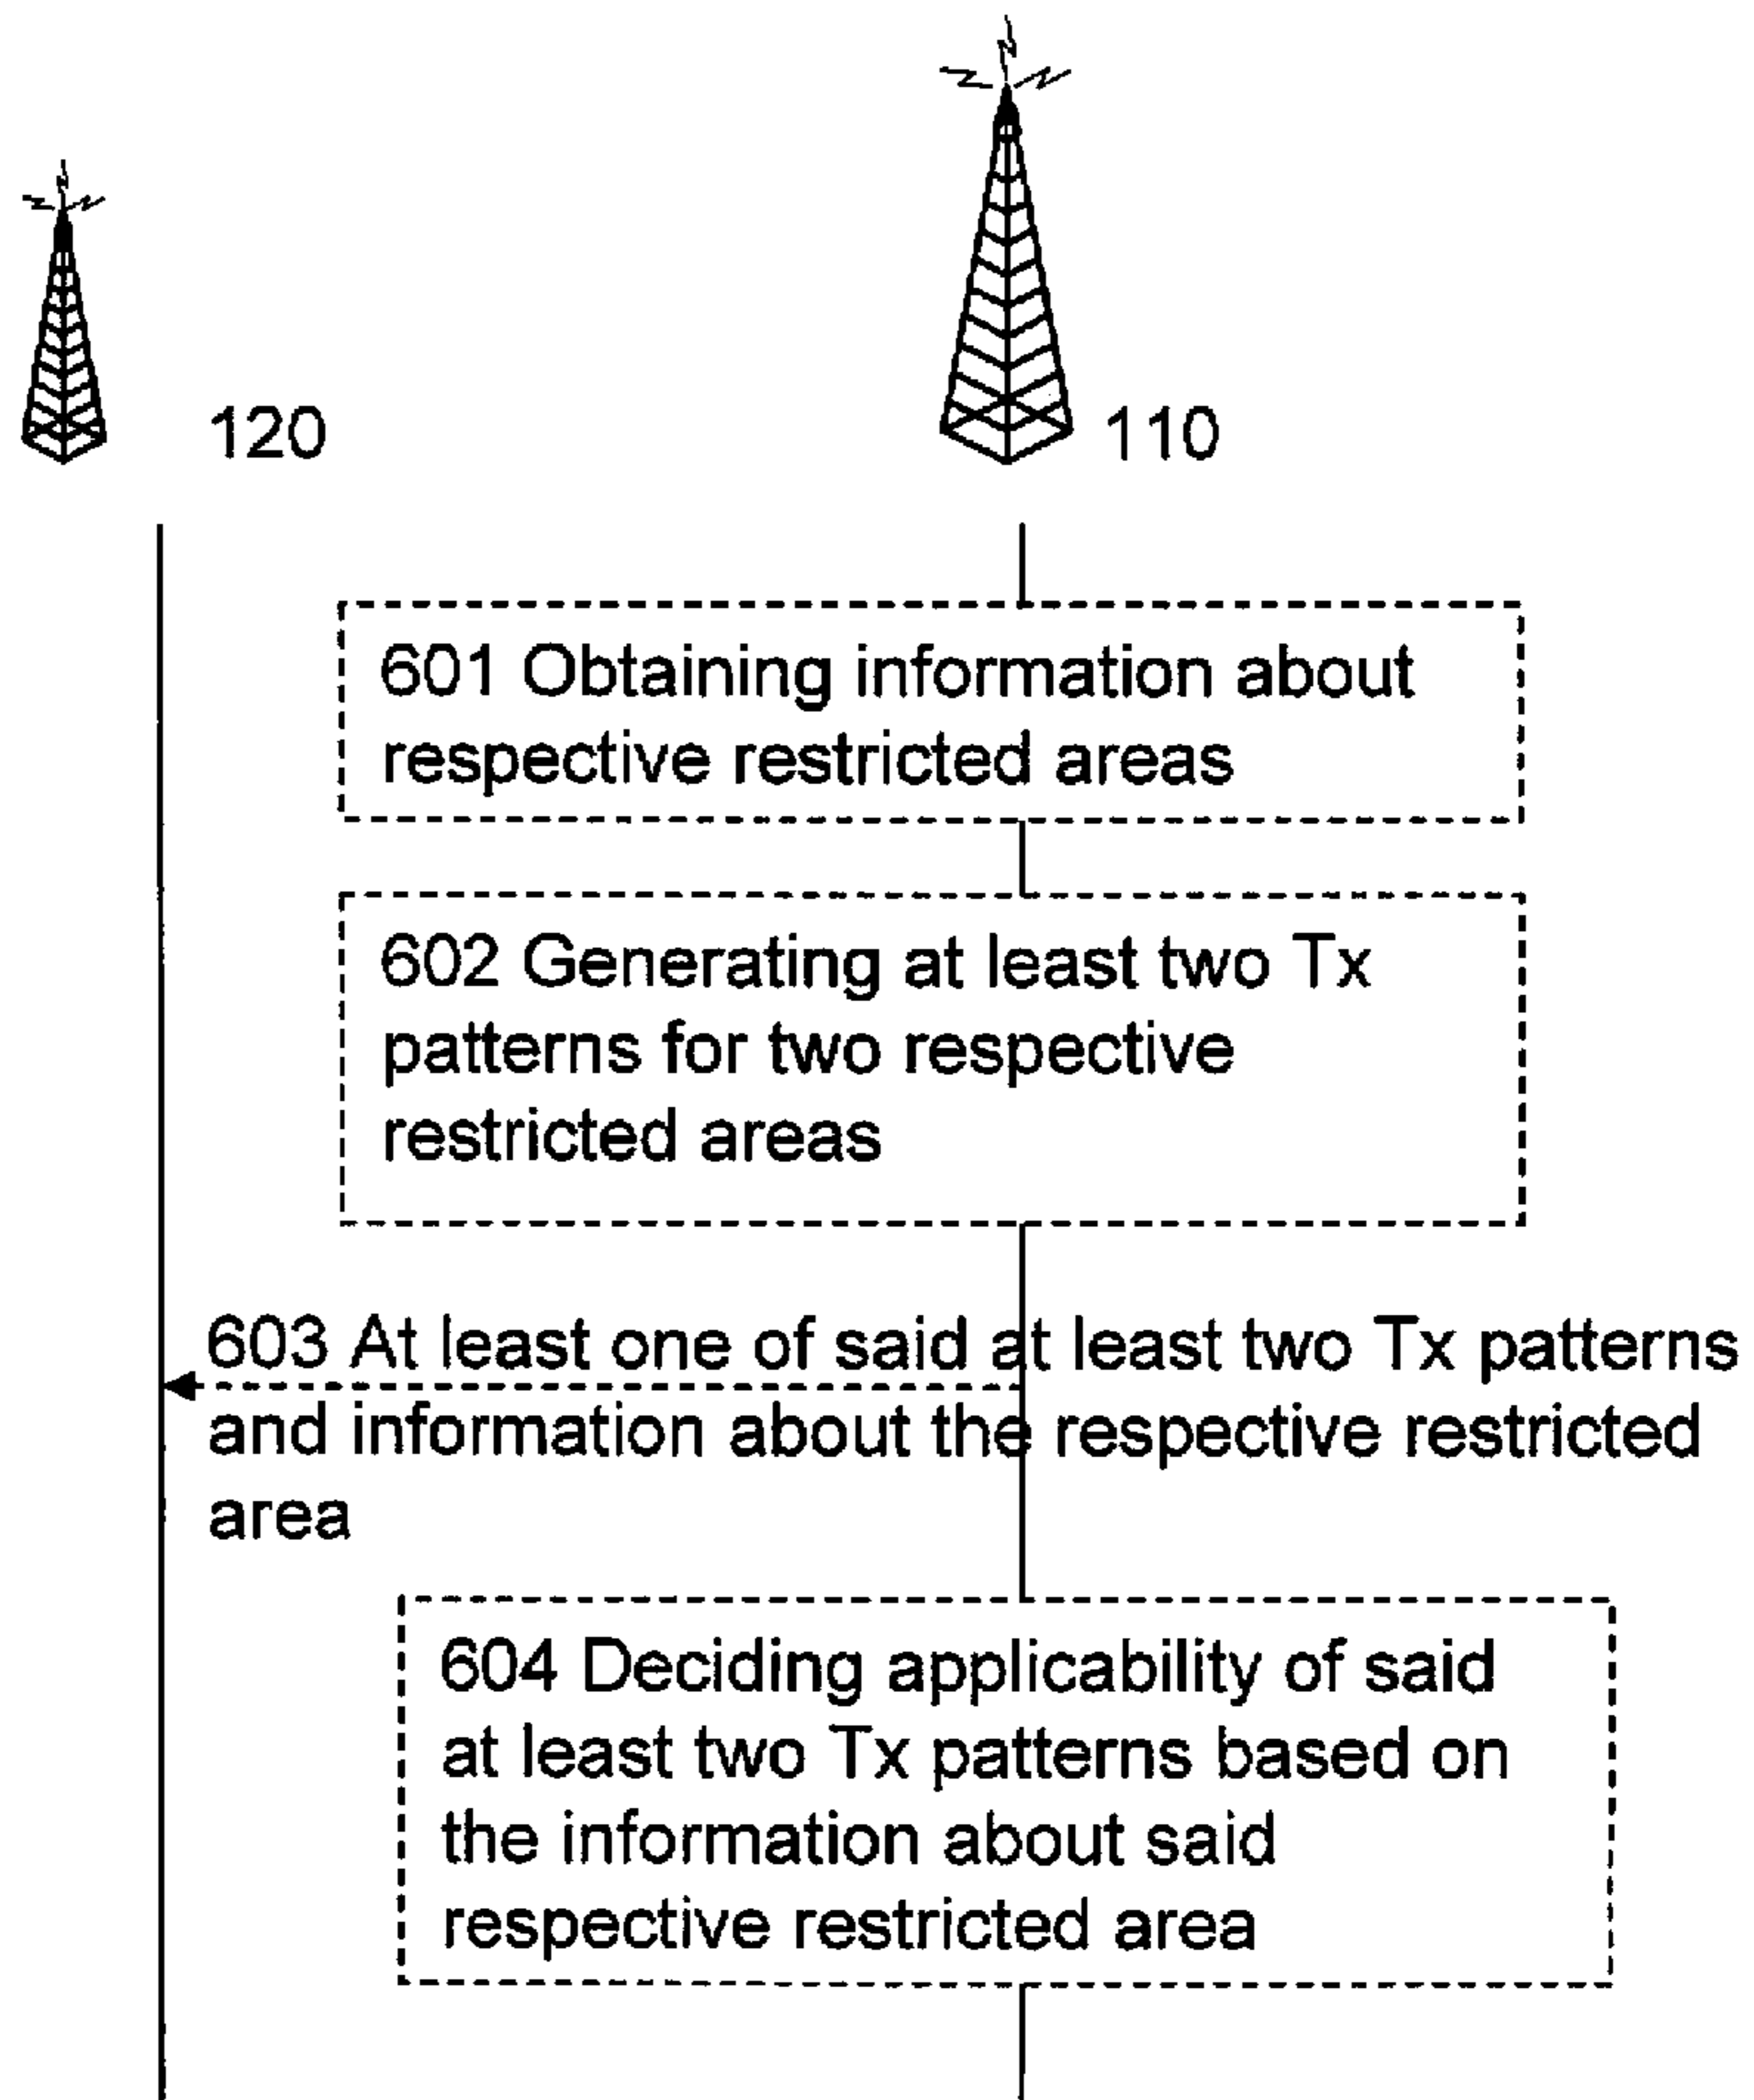 120
110
601 Obtaining information about
respective restricted areas
602 Generating at least two Tx
patterns for two respective
restricted areas
603 At least one of said at least two Tx patterns
and information about the respective restricted
area
604 Deciding applicability of said
at least two Tx patterns based on
the information about said
respective restricted area